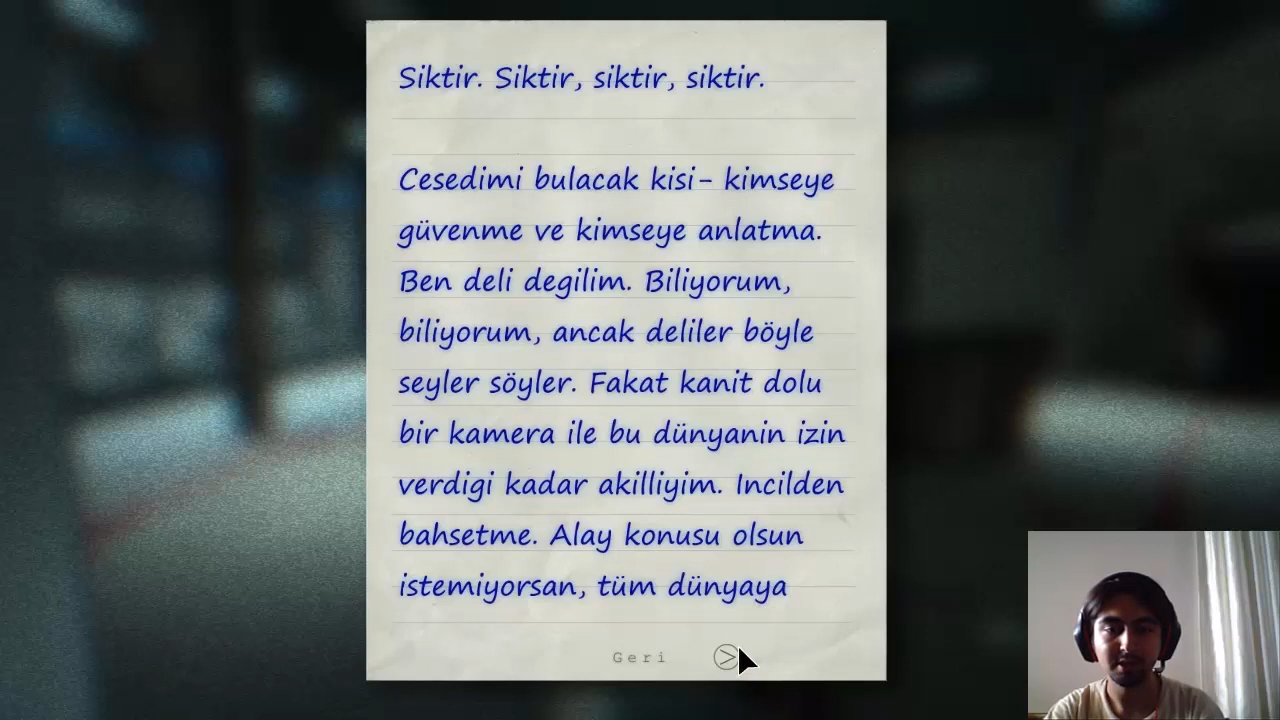 Siktir. Siktir, siktir, siktir.
Cesedimi bulacak kisi- kimseye
güvenme ve kimseye anlatma.
Ben deli degilim. Biliyorum,
biliyorum, ancak deliler böyle
seyler söyler. Fakat kanit dolu
bir kamera ile bu dünyanin izin
verdigi kadar akilliyim. Incilden
bahsetme. Alay konusu olsun
istemiyorsan, tüm dünyaya
Geri >